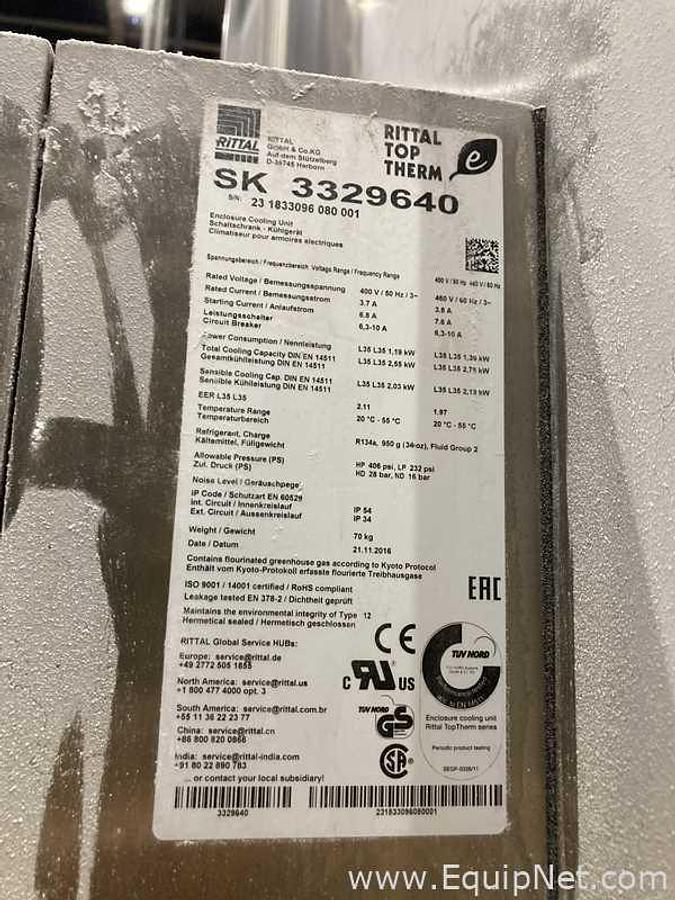 RITTAL
RITTAL
GmbH & Co.KG
Auf dem Stützelberg
D-35745 Herborn
RITTAL
TOP
THERM
e
SK 3329640
S/N: 23 1833096 080 001
Enclosure Cooling Unit
Schaltschrank - Kühlgerät
Climatiseur pour armoires electriques
Spannungsbereich / Frequenzbereich Voltage Range / Frequency Range 400 V / 50 Hz 460 V / 60 Hz
Rated Voltage / Bemessungsspannung 400 V / 50 Hz / 3~ 460 V / 60 Hz / 3~
Rated Current / Bemessungsstrom 3.7 A 3.8 A
Starting Current / Anlaufstrom 6.8 A 7.6 A
Leistungsschalter 6,3-10 A 6,3-10 A
Circuit Breaker
Power Consumption / Nennleistung L35 L35 1,19 kW L35 L35 1,39 kW
Total Cooling Capacity DIN EN 14511 L35 L35 2,55 kW L35 L35 2,75 kW
Gesamtkühlleistung DIN EN 14511
Sensible Cooling Cap. DIN EN 14511 L35 L35 2,03 kW L35 L35 2,13 kW
Sensible Kühlleistung DIN EN 14511
EER L35 L35 2.11 1.97
Temperature Range 20 °C - 55 °C 20 °C - 55 °C
Temperaturbereich
Refrigerant, Charge R134a, 950 g (34-oz), Fluid Group 2
Kältemittel, Füllgewicht
Allowable Pressure (PS) HP 406 psi, LP 232 psi
Zul. Druck (PS) HD 28 bar, ND 16 bar
Noise Level / Geräuschpege
IP Code / Schutzart EN 60529
Int. Circuit / Innenkreislauf IP 54
Ext. Circuit / Aussenkreislauf IP 34
Weight / Gewicht 70 kg
Date / Datum 21.11.2016
Contains flourinated greenhouse gas according to Kyoto Protocol
Enthält vom Kyoto-Protokoll erfasste flourierte Treibhausgase
ISO 9001 / 14001 certified / RoHS compliant
Leakage tested EN 378-2 / Dichtheit geprüft
EAC
Maintains the environmental integrity of Type 12
Hermetical sealed / Hermetisch geschlossen
RITTAL Global Service HUBs:
Europe: service@rittal.de
+49 2772 505 1855
North America: service@rittal.us
+1 800 477 4000 opt. 3
South America: service@rittal.com.br
+55 11 36 22 23 77
China: service@rittal.cn
+86 800 820 0866
India: service@rittal-india.com
+91 80 22 890 783
... or contact your local subsidiary!
CE
c RU US
TÜV NORD
GS
SA
TÜV NORD
Enclosure cooling unit
Rittal TopTherm series
Periodic product testing
3329640
231833096080001
www.EquipNet.com